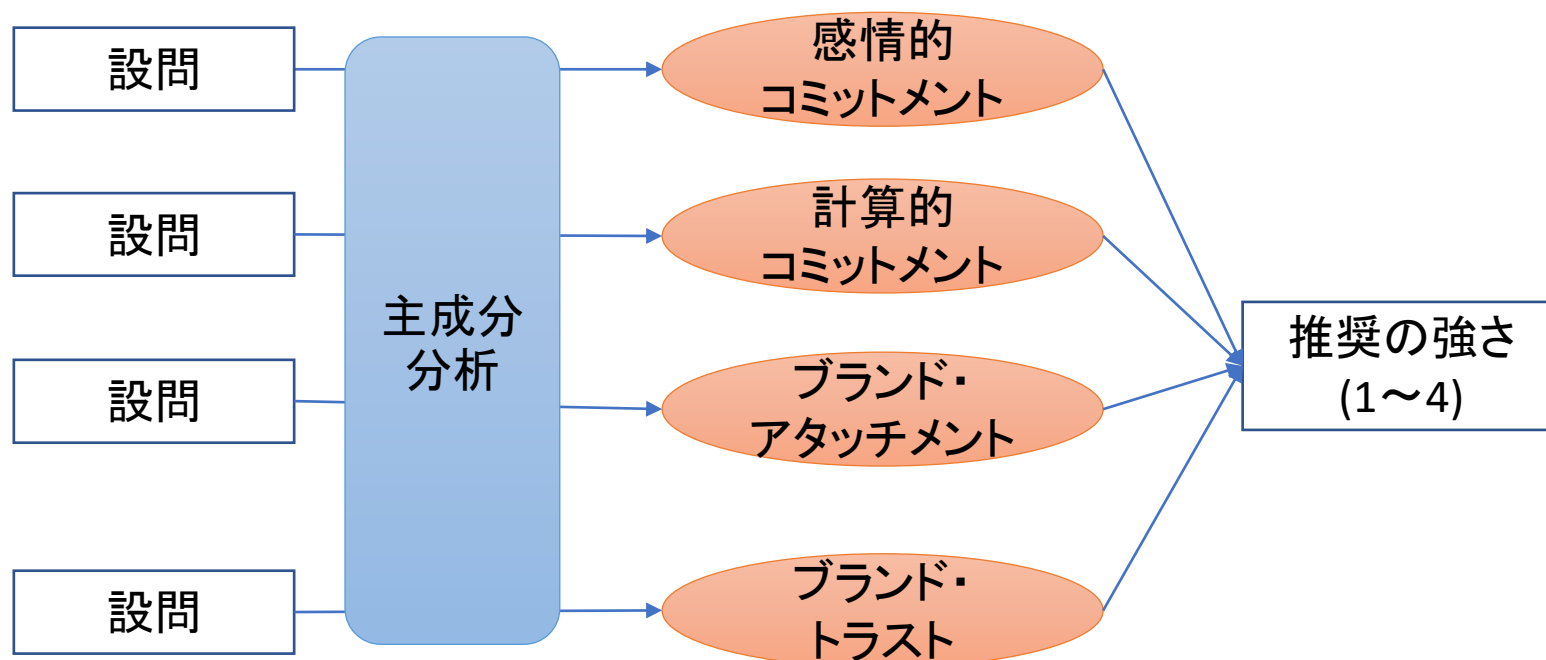 設問
設問
設問
設問
主成分
分析
感情的
コミットメント
計算的
コミットメント
ブランド・
アタッチメント
ブランド・
トラスト
推奨の強さ
(1～4)